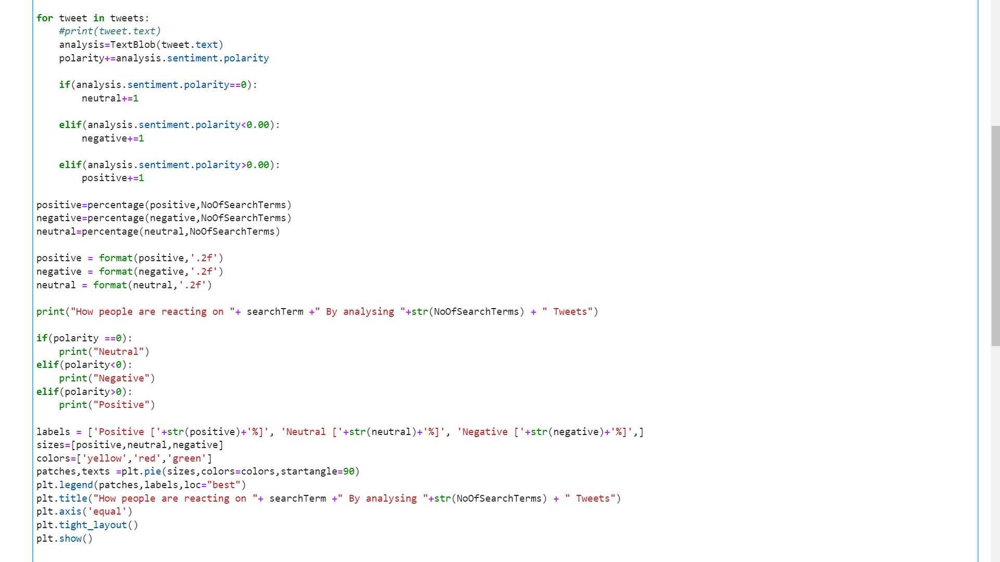 for tweet in tweets:
    #print(tweet.text)
    analysis=TextBlob(tweet.text)
    polarity+=analysis.sentiment.polarity

    if(analysis.sentiment.polarity==0):
        neutral+=1

    elif(analysis.sentiment.polarity<0.00):
        negative+=1

    elif(analysis.sentiment.polarity>0.00):
        positive+=1

positive=percentage(positive,NoOfSearchTerms)
negative=percentage(negative,NoOfSearchTerms)
neutral=percentage(neutral,NoOfSearchTerms)

positive = format(positive,'.2f')
negative = format(negative,'.2f')
neutral = format(neutral,'.2f')

print("How people are reacting on "+ searchTerm +" By analysing "+str(NoOfSearchTerms) + " Tweets")

if(polarity ==0):
    print("Neutral")
elif(polarity<0):
    print("Negative")
elif(polarity>0):
    print("Positive")

labels = ['Positive ['+str(positive)+'%]', 'Neutral ['+str(neutral)+'%]', 'Negative ['+str(negative)+'%]',]
sizes=[positive,neutral,negative]
colors=['yellow','red','green']
patches,texts =plt.pie(sizes,colors=colors,startangle=90)
plt.legend(patches,labels,loc="best")
plt.title("How people are reacting on "+ searchTerm +" By analysing "+str(NoOfSearchTerms) + " Tweets")
plt.axis('equal')
plt.tight_layout()
plt.show()